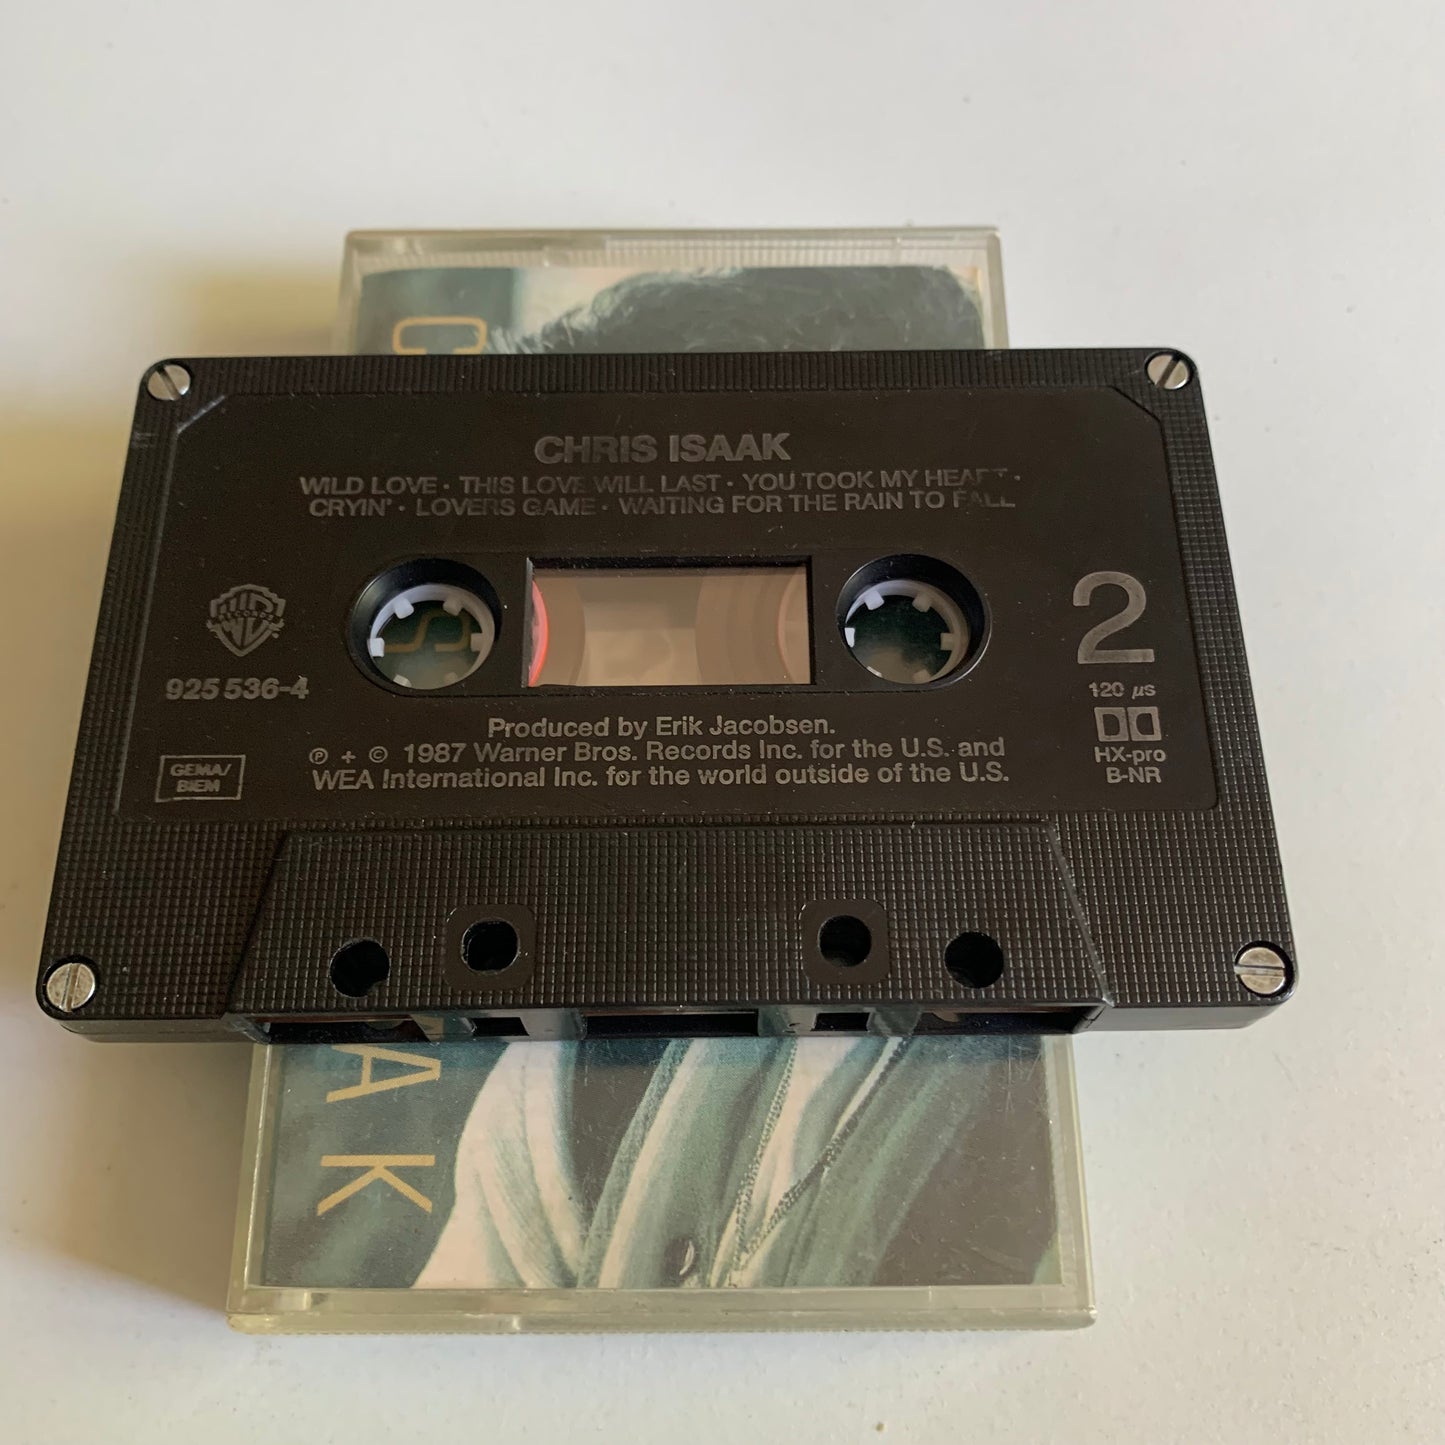 C
CHRIS ISAAK
WILD LOVE · THIS LOVE WILL LAST · YOU TOOK MY HEART ·
CRYIN' · LOVERS GAME · WAITING FOR THE RAIN TO FALL
RECORDS
S
2
925 536-4
120 µs
Produced by Erik Jacobsen.
℗ + © 1987 Warner Bros. Records Inc. for the U.S. and
WEA International Inc. for the world outside of the U.S.
HX-pro
B-NR
GEMA/
BIEM
A
K